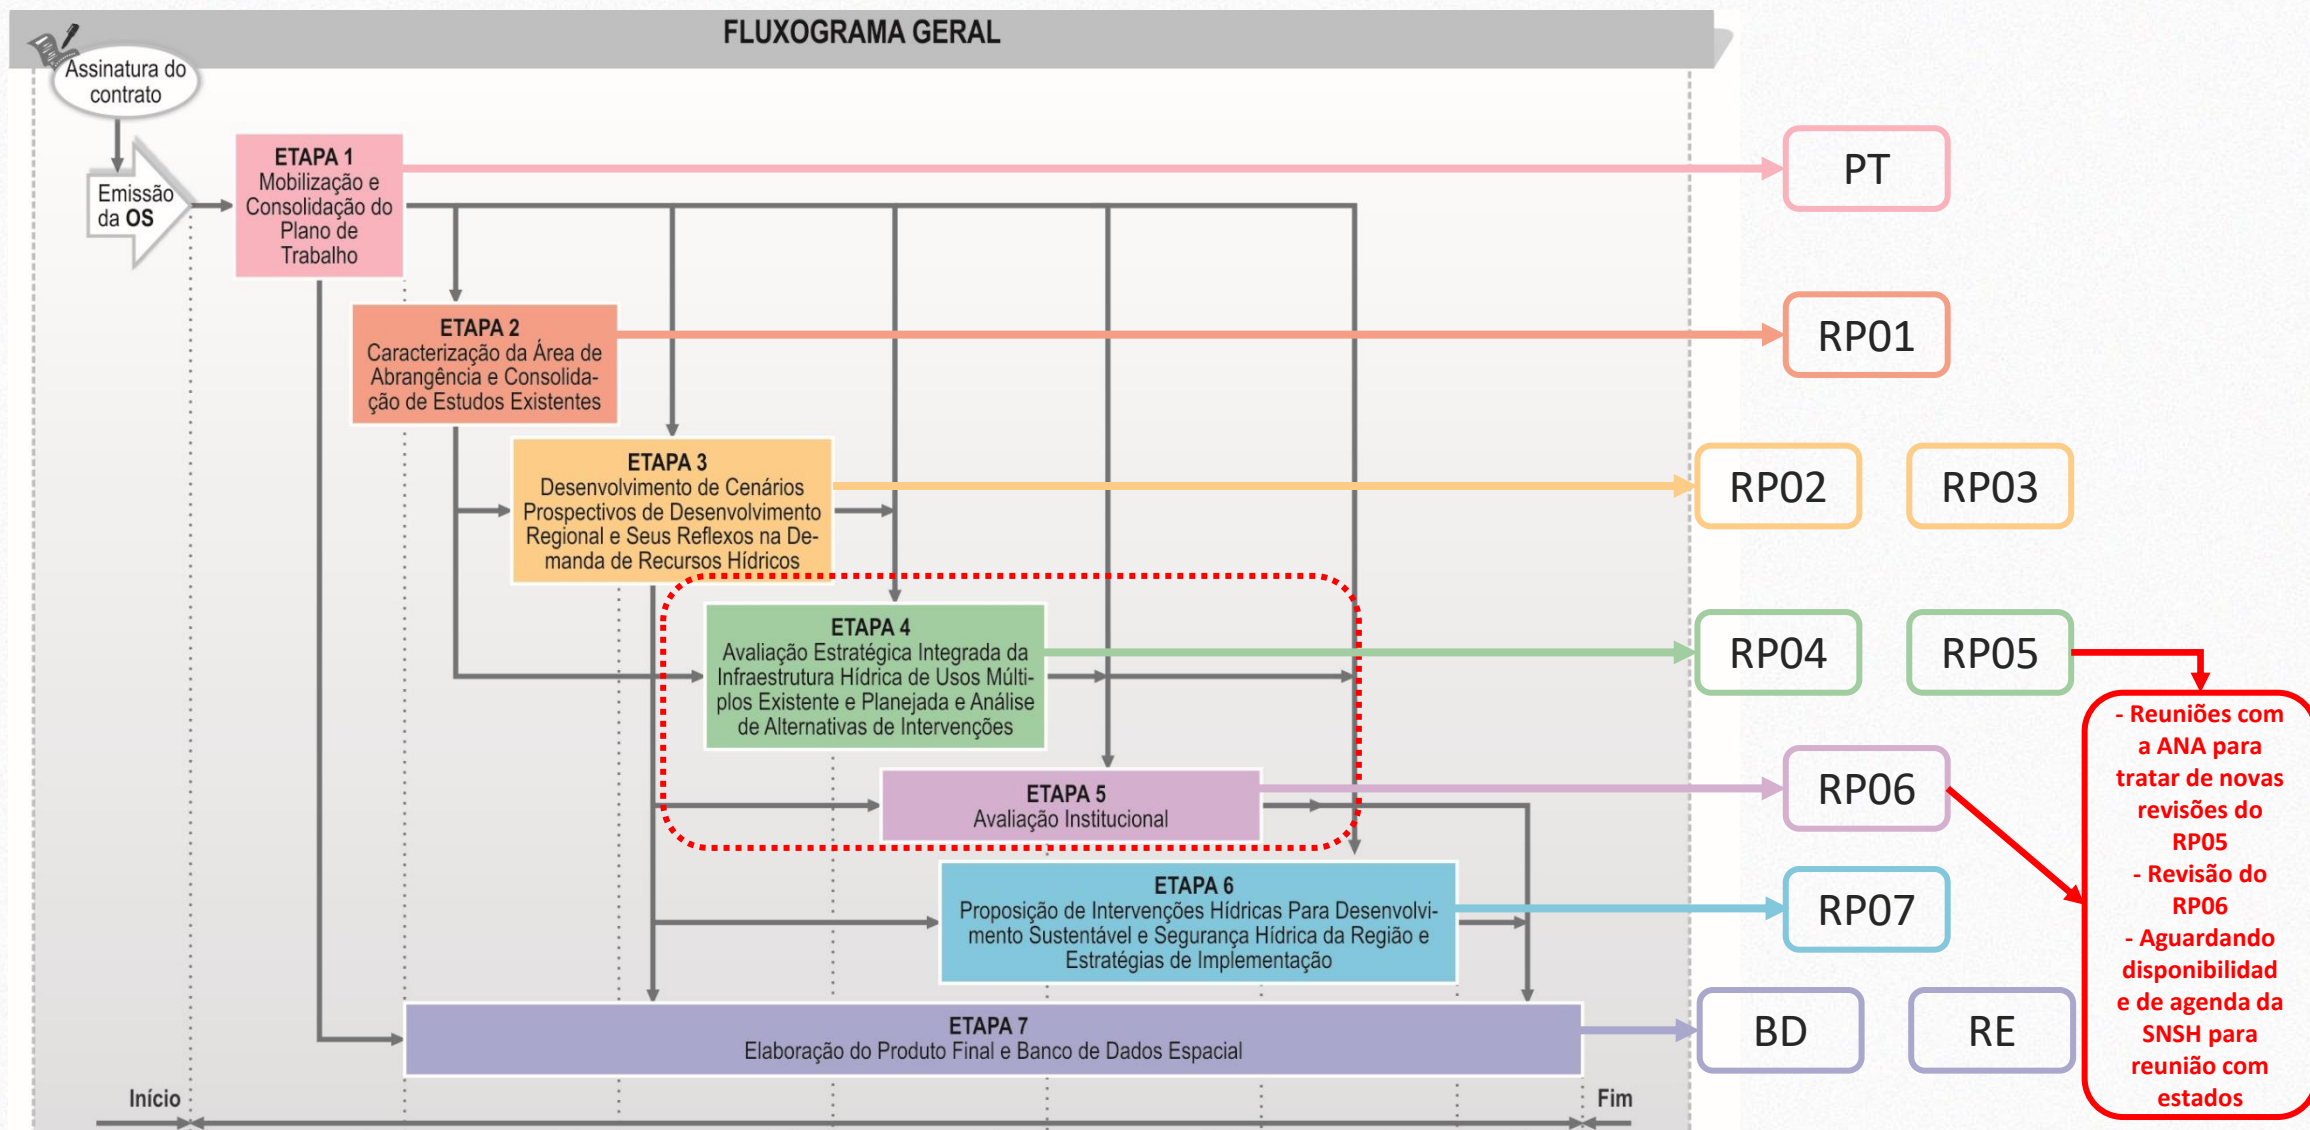 FLUXOGRAMA GERAL
Assinatura do
contrato
Emissão
da OS
ETAPA 1
Mobilização e
Consolidação do
Plano de
Trabalho
PT
ETAPA 2
Caracterização da Área de
Abrangência e Consolida-
ção de Estudos Existentes
RP01
ETAPA 3
Desenvolvimento de Cenários
Prospectivos de Desenvolvimento
Regional e Seus Reflexos na De-
manda de Recursos Hídricos
RP02
RP03
ETAPA 4
Avaliação Estratégica Integrada da
Infraestrutura Hídrica de Usos Múlti-
plos Existente e Planejada e Análise
de Alternativas de Intervenções
RP04
RP05
ETAPA 5
Avaliação Institucional
RP06
ETAPA 6
Proposição de Intervenções Hídricas Para Desenvolvi-
mento Sustentável e Segurança Hídrica da Região e
Estratégias de Implementação
RP07
ETAPA 7
Elaboração do Produto Final e Banco de Dados Espacial
BD
RE
- Reuniões com
a ANA para
tratar de novas
revisões do
RP05
- Revisão do
RP06
- Aguardando
disponibilidad
e de agenda da
SNSH para
reunião com
estados
Início
Fim